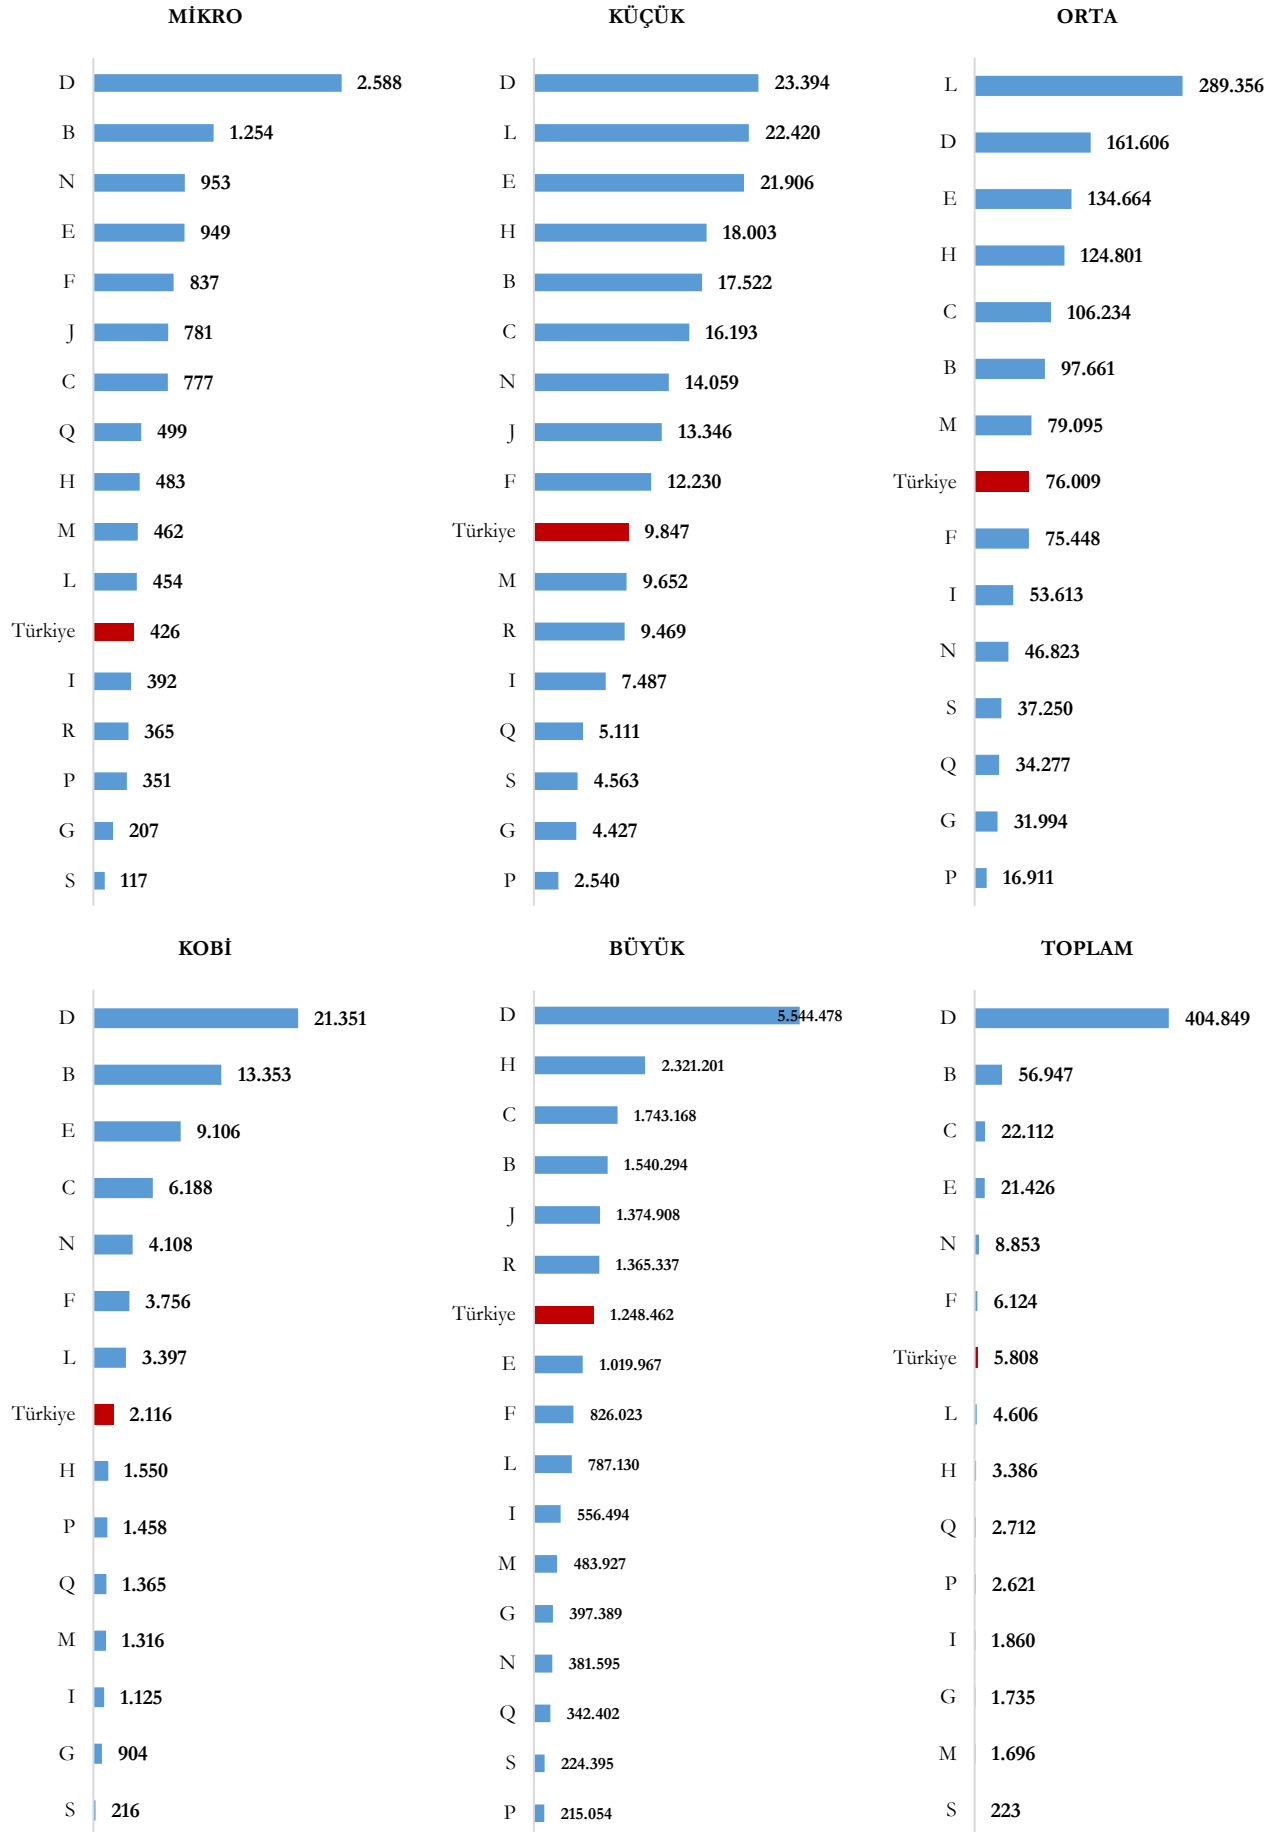 MİKRO
D 2.588
B 1.254
N 953
E 949
F 837
J 781
C 777
Q 499
H 483
M 462
L 454
Türkiye 426
I 392
R 365
P 351
G 207
S 117
KÜÇÜK
D 23.394
L 22.420
E 21.906
H 18.003
B 17.522
C 16.193
N 14.059
J 13.346
F 12.230
Türkiye 9.847
M 9.652
R 9.469
I 7.487
Q 5.111
S 4.563
G 4.427
P 2.540
ORTA
L 289.356
D 161.606
E 134.664
H 124.801
C 106.234
B 97.661
M 79.095
Türkiye 76.009
F 75.448
I 53.613
N 46.823
S 37.250
Q 34.277
G 31.994
P 16.911
KOBİ
D 21.351
B 13.353
E 9.106
C 6.188
N 4.108
F 3.756
L 3.397
Türkiye 2.116
H 1.550
P 1.458
Q 1.365
M 1.316
I 1.125
G 904
S 216
BÜYÜK
D 5.544.478
H 2.321.201
C 1.743.168
B 1.540.294
J 1.374.908
R 1.365.337
Türkiye 1.248.462
E 1.019.967
F 826.023
L 787.130
I 556.494
M 483.927
G 397.389
N 381.595
Q 342.402
S 224.395
P 215.054
TOPLAM
D 404.849
B 56.947
C 22.112
E 21.426
N 8.853
F 6.124
Türkiye 5.808
L 4.606
H 3.386
Q 2.712
P 2.621
I 1.860
G 1.735
M 1.696
S 223